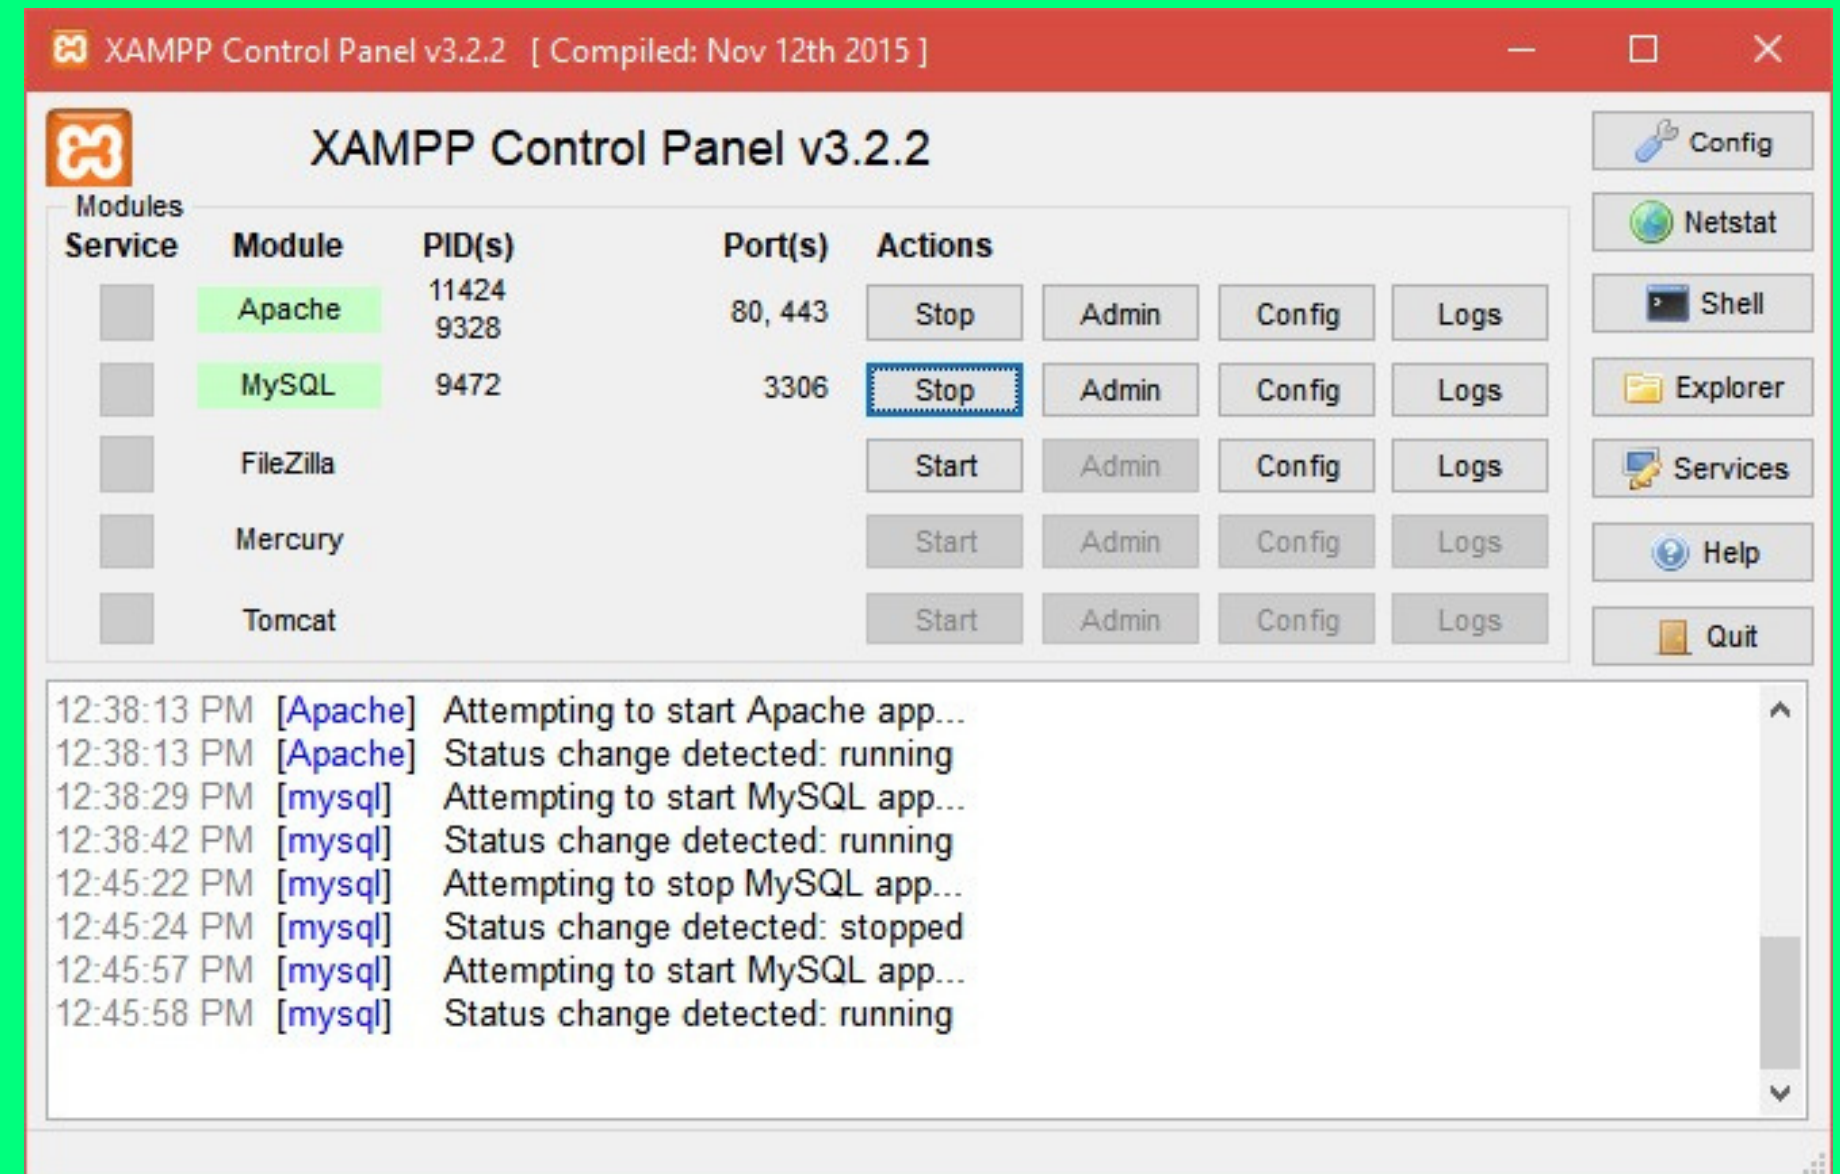 XAMPP Control Panel v3.2.2 [ Compiled: Nov 12th 2015 ]
XAMPP Control Panel v3.2.2
Config
Modules
Netstat
Service Module PID(s) Port(s) Actions
Apache 11424 9328 80, 443 Stop Admin Config Logs
Shell
MySQL 9472 3306 Stop Admin Config Logs
Explorer
FileZilla Start Admin Config Logs
Services
Mercury Start Admin Config Logs
Help
Tomcat Start Admin Config Logs
Quit
12:38:13 PM [Apache] Attempting to start Apache app...
12:38:13 PM [Apache] Status change detected: running
12:38:29 PM [mysql] Attempting to start MySQL app...
12:38:42 PM [mysql] Status change detected: running
12:45:22 PM [mysql] Attempting to stop MySQL app...
12:45:24 PM [mysql] Status change detected: stopped
12:45:57 PM [mysql] Attempting to start MySQL app...
12:45:58 PM [mysql] Status change detected: running